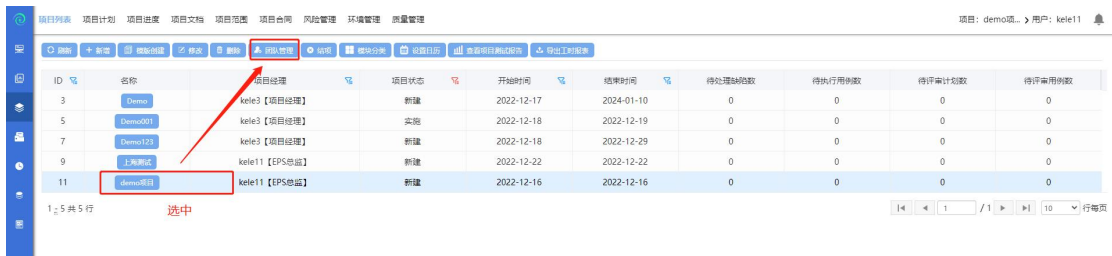 项目列表 项目计划 项目进度 项目文档 项目范围 项目合同 风险管理 环境管理 质量管理 项目: demo项... >用户: kele11
刷新 新增 模版创建 修改 删除 团队管理 结项 模块分类 设置日历 查看项目测试报告 导出工时报表
ID 名称 项目经理 项目状态 开始时间 结束时间 待处理缺陷数 待执行用例数 待评审计划数 待评审用例数
3 Demo kele3【项目经理】 新建 2022-12-17 2024-01-10 0 0 0 0
5 Demo001 kele3【项目经理】 实施 2022-12-18 2022-12-19 0 0 0 0
7 Demo123 kele3【项目经理】 新建 2022-12-18 2022-12-29 0 0 0 0
9 上海测试 kele11【EPS总监】 新建 2022-12-22 2022-12-22 0 0 0 0
11 demo项目 kele11【EPS总监】 新建 2022-12-16 2022-12-16 0 0 0 0
1 - 5 共 5 行 选中 1 / 1 10 行每页